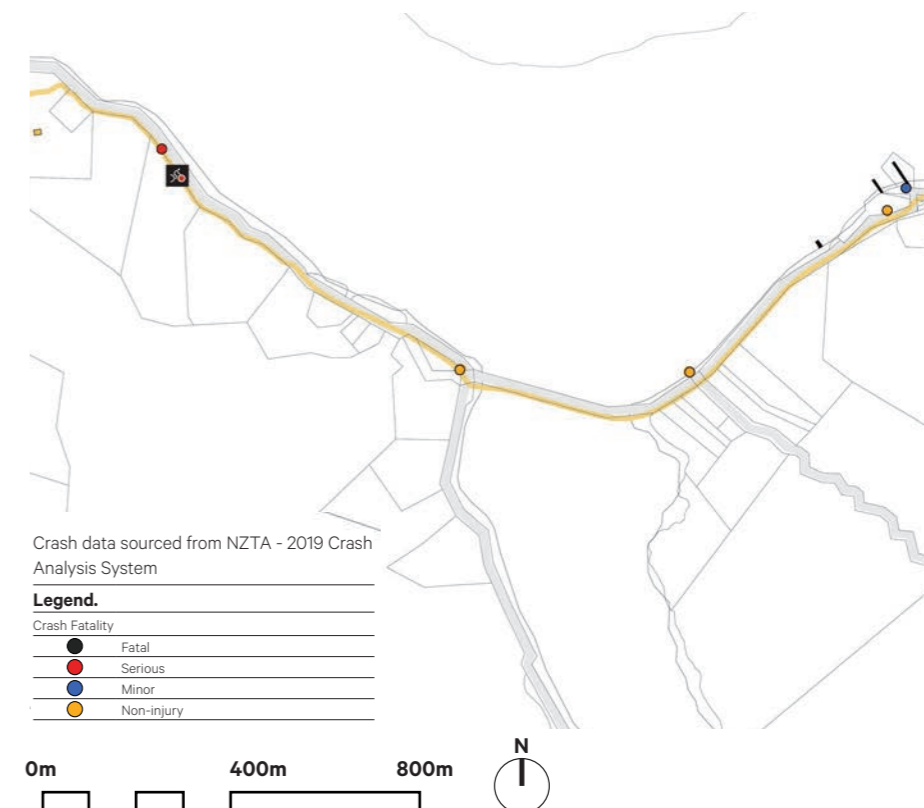 Crash data sourced from NZTA - 2019 Crash
Analysis System
Legend.
Crash Fatality
Fatal
Serious
Minor
Non-injury
0m 400m 800m
N